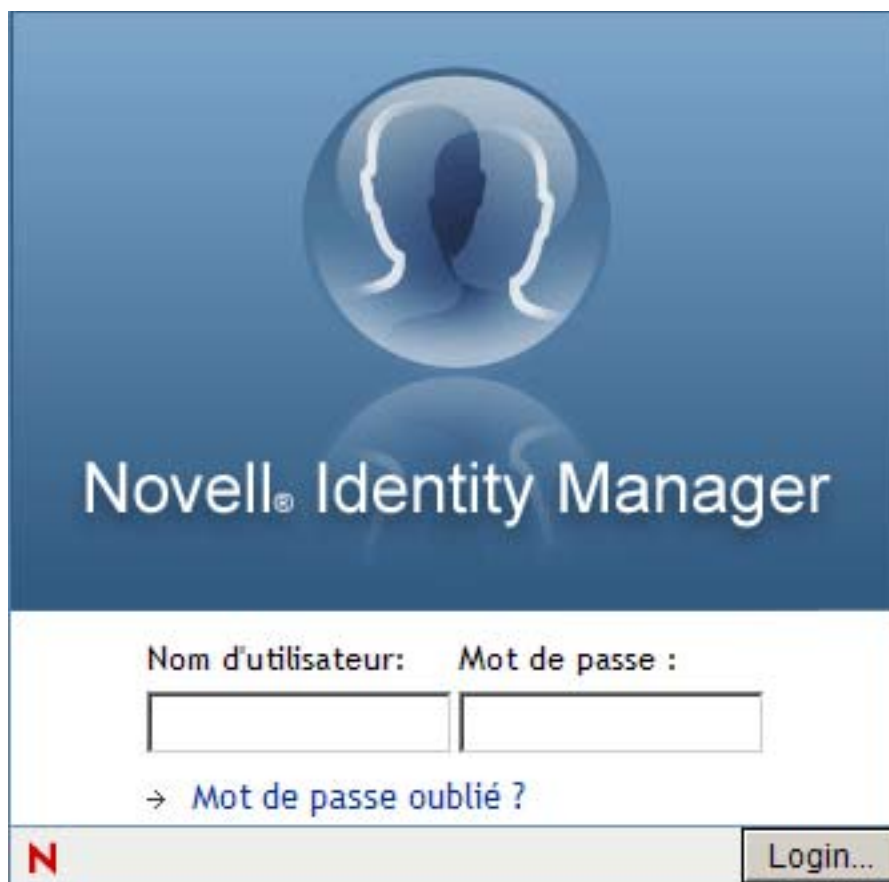 Novell® Identity Manager
Nom d'utilisateur: Mot de passe :
→ Mot de passe oublié ?
N Login...